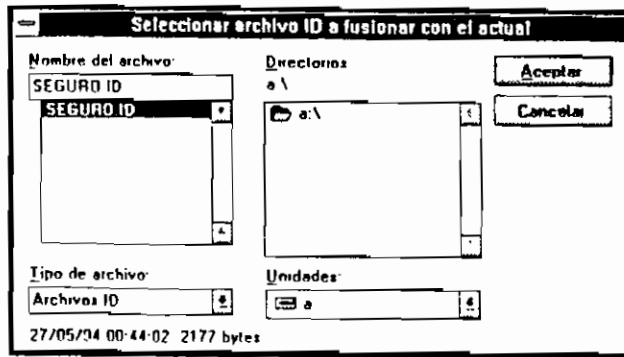 Seleccionar archivo ID a fusionar con el actual
Nombre del archivo:
SEGURO ID
SEGURO ID
Directorios
a \
a:\
Aceptar
Cancelar
Tipo de archivo:
Archivos ID
Unidades:
a
27/05/94 00:44:02 2177 bytes